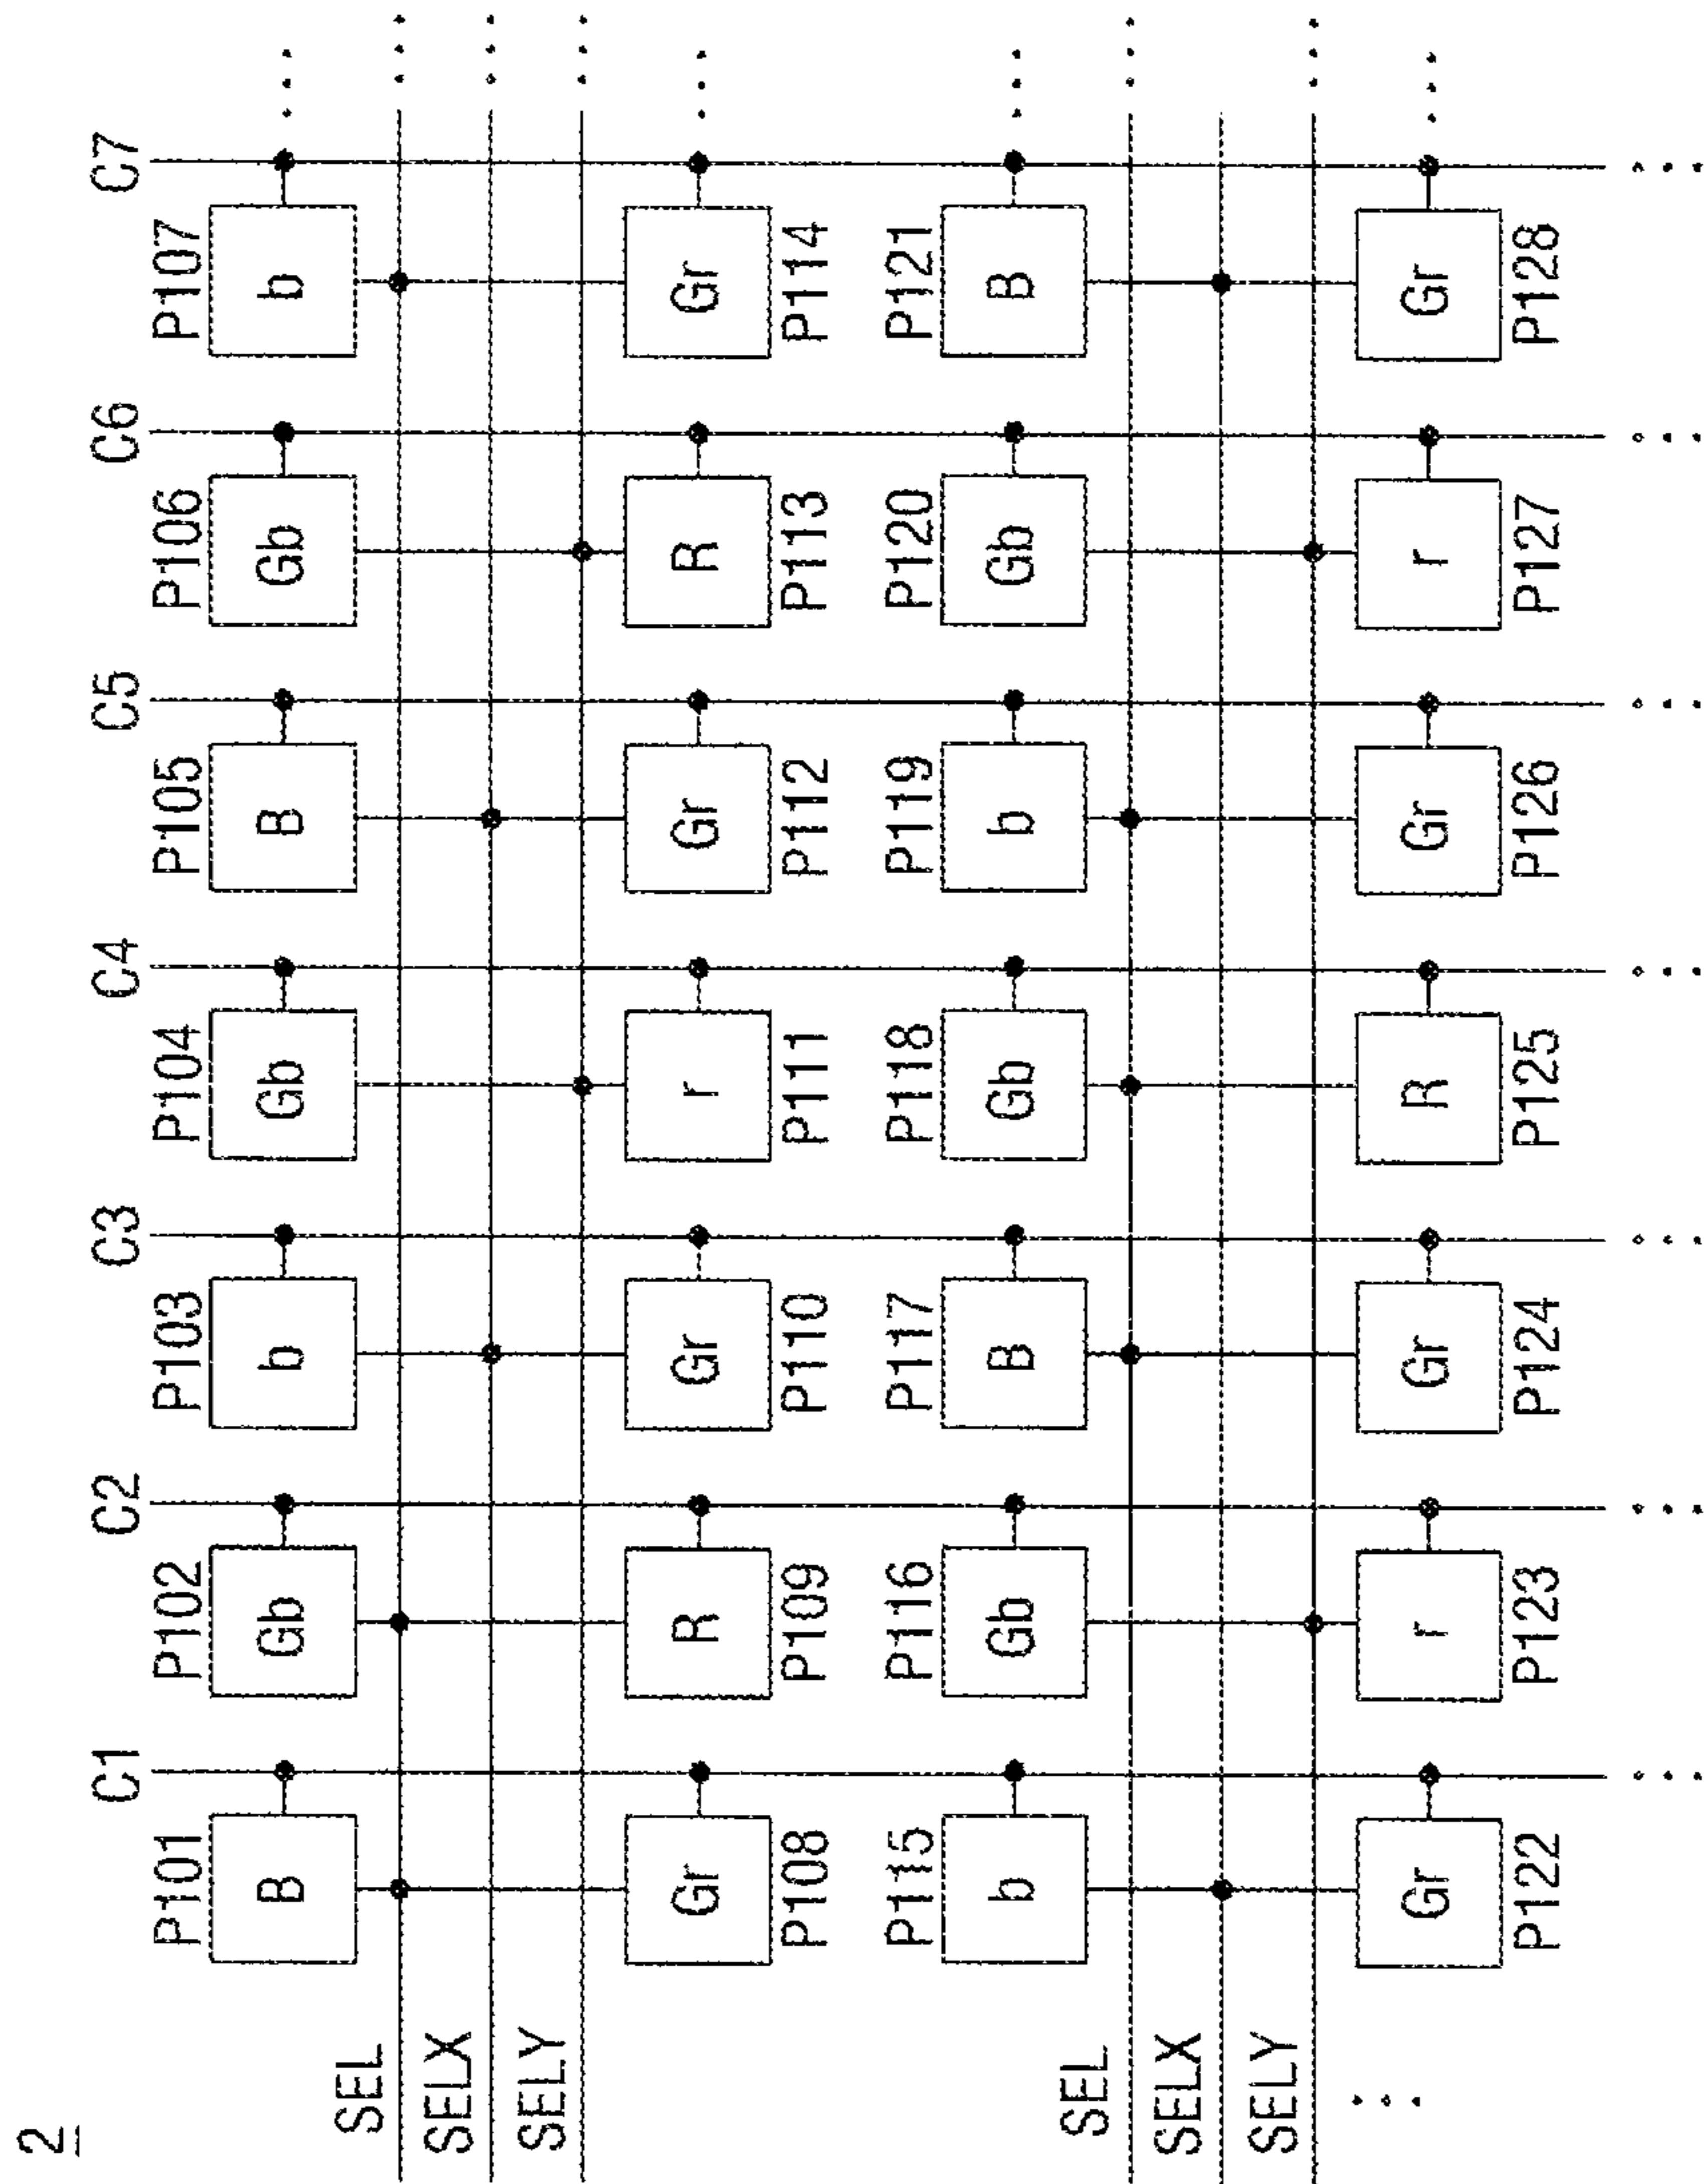 2
C1 C2 C3 C4 C5 C6 C7
P101 P102 P103 P104 P105 P106 P107
B Gb b Gb B Gb b
SEL
SELX
SELY
Gr R Gr r Gr R Gr
P108 P109 P110 P111 P112 P113 P114
P115 P116 P117 P118 P119 P120 P121
b Gb B Gb b Gb B
SEL
SELX
SELY
Gr r Gr R Gr r Gr
P122 P123 P124 P125 P126 P127 P128